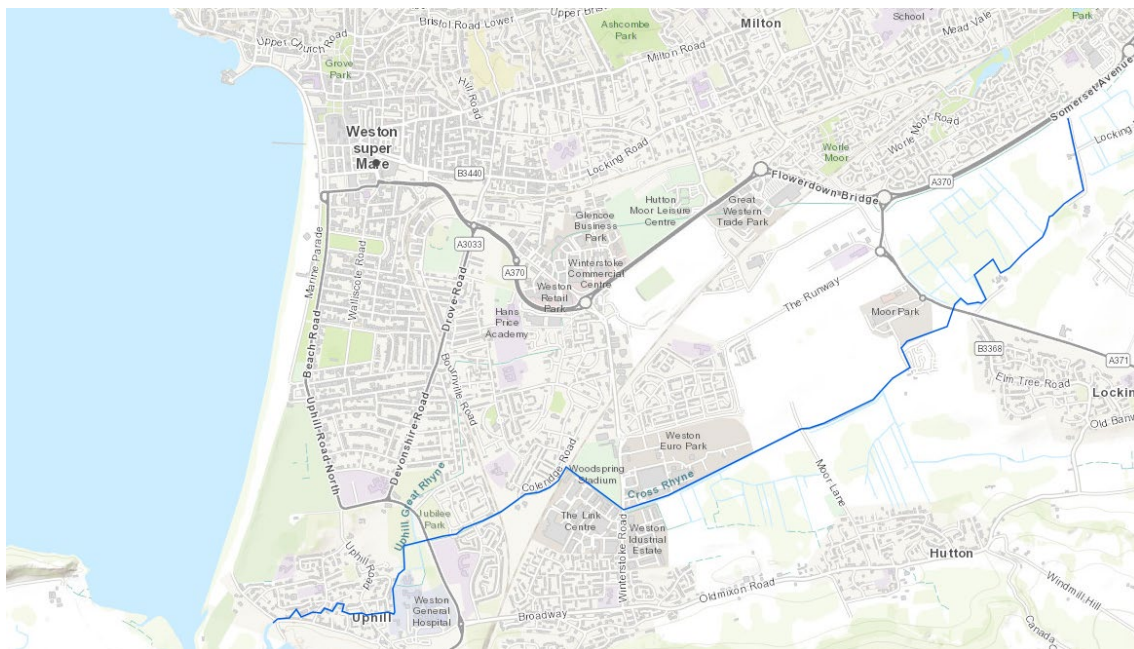 Upper Church Road
Bristol Road Lower
Upper Bris
Ashcombe
Park
Milton
School
Mead Vale
Park
Grove
Park
Milton Road
Hill Road
Somerset Avenue
Weston
super
Mare
Locking Road
Worle
Moor
Worle Moor Road
Locking
B3440
A370
Flowerdown Bridge
Hutton
Moor Leisure
Centre
Great
Western
Trade Park
Glencoe
Business
Park
A3033
Marine Parade
Walliscote Road
Winterstoke
Commercial
Centre
A370
Weston
Retail
Park
The Runway
Hans
Price
Academy
Drove Road
Moor Park
B3368
A371
Beach Road
Bournville Road
Elm Tree Road
Lockin
Old Banw
Uphill Road North
Devonshire Road
Weston
Euro Park
Coleridge Road
Woodspring
Stadium
Cross Rhyne
Moor Lane
Uphill Great Rhyne
Jubilee
Park
The Link
Centre
Winterstoke Road
Weston
Idustrial
Estate
Hutton
Uphill Road
Oldmixon Road
Windmill Hill
Uphill
Weston
General
Hospital
Broadway
Canada